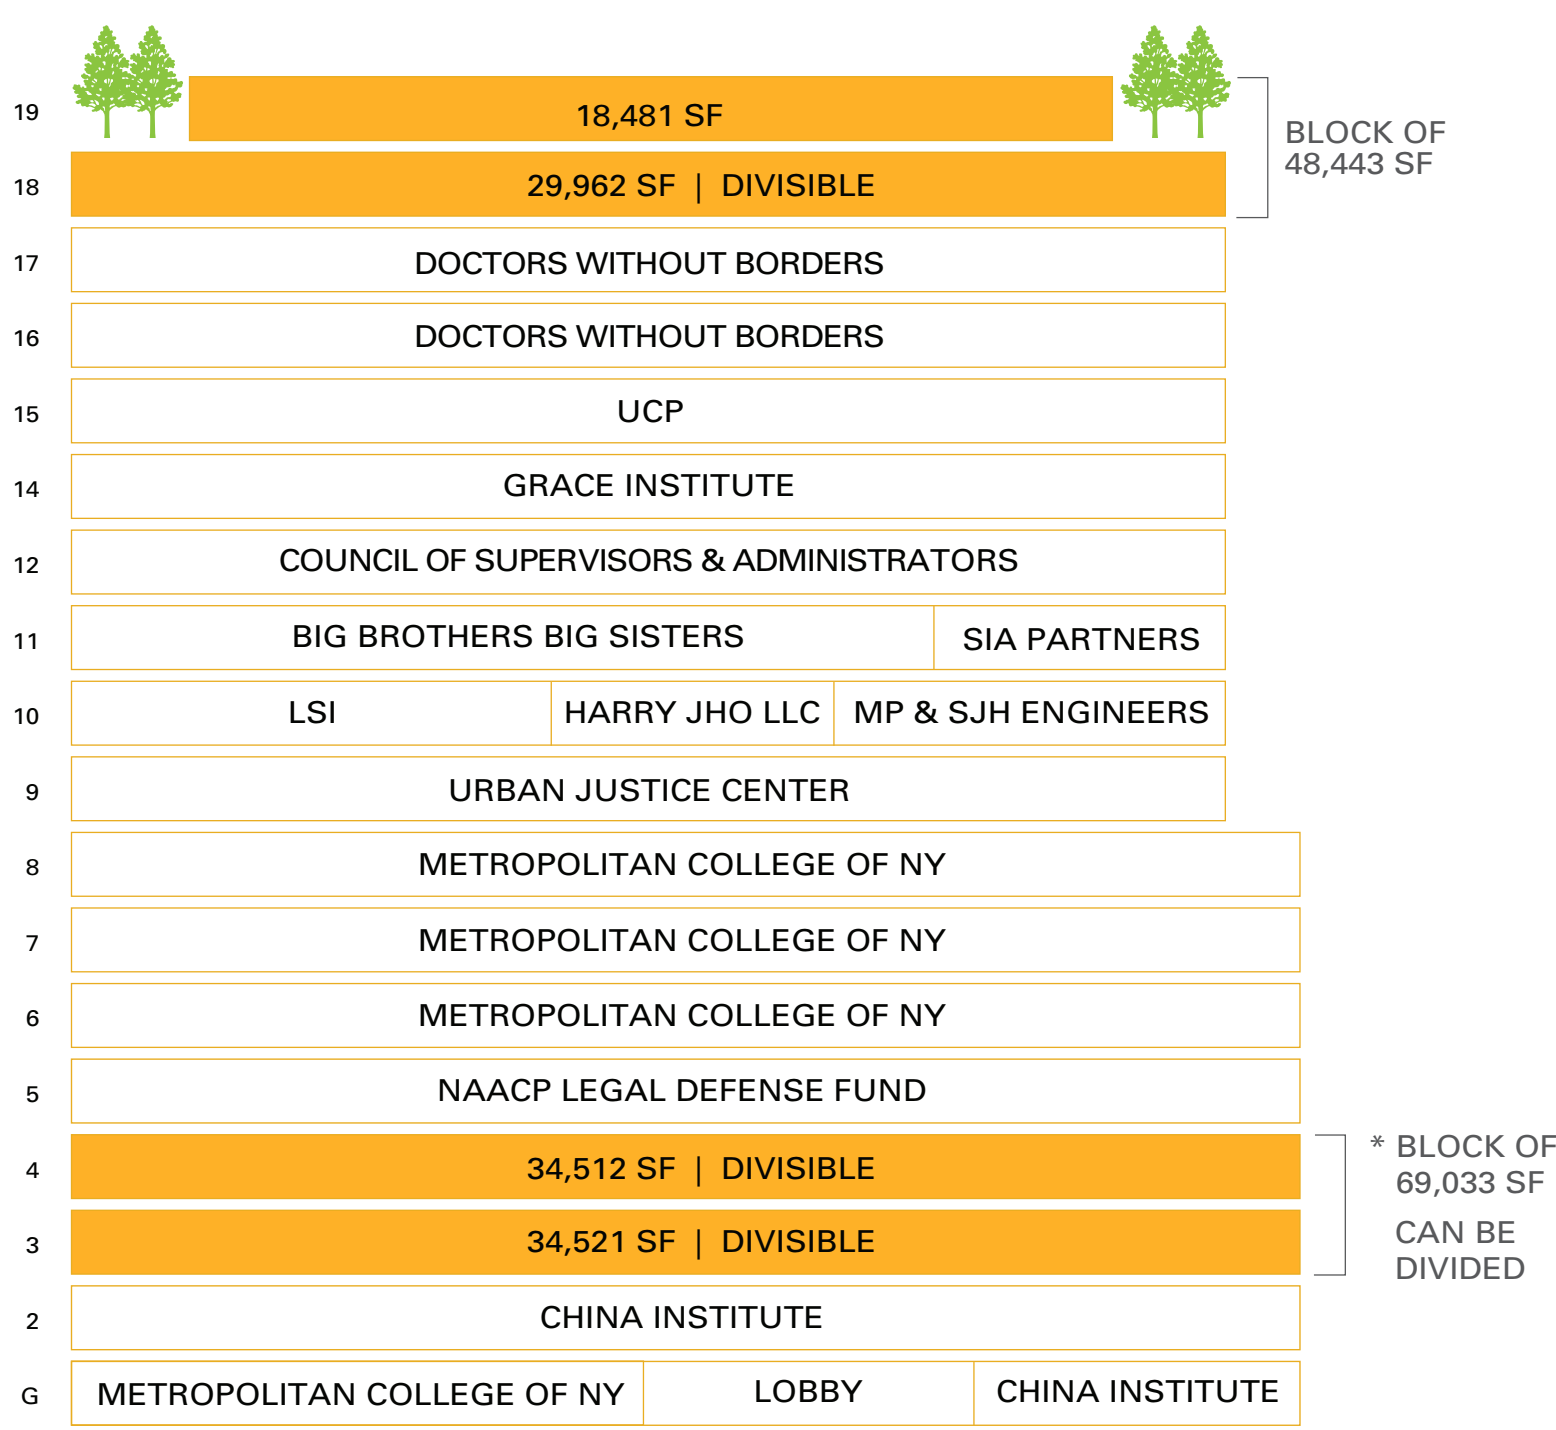 19
18,481 SF
BLOCK OF
48,443 SF
18
29,962 SF | DIVISIBLE
17
DOCTORS WITHOUT BORDERS
16
DOCTORS WITHOUT BORDERS
15
UCP
14
GRACE INSTITUTE
12
COUNCIL OF SUPERVISORS & ADMINISTRATORS
11
BIG BROTHERS BIG SISTERS
SIA PARTNERS
10
LSI
HARRY JHO LLC
MP & SJH ENGINEERS
9
URBAN JUSTICE CENTER
8
METROPOLITAN COLLEGE OF NY
7
METROPOLITAN COLLEGE OF NY
6
METROPOLITAN COLLEGE OF NY
5
NAACP LEGAL DEFENSE FUND
4
34,512 SF | DIVISIBLE
3
34,521 SF | DIVISIBLE
* BLOCK OF
69,033 SF
CAN BE
DIVIDED
2
CHINA INSTITUTE
G
METROPOLITAN COLLEGE OF NY
LOBBY
CHINA INSTITUTE